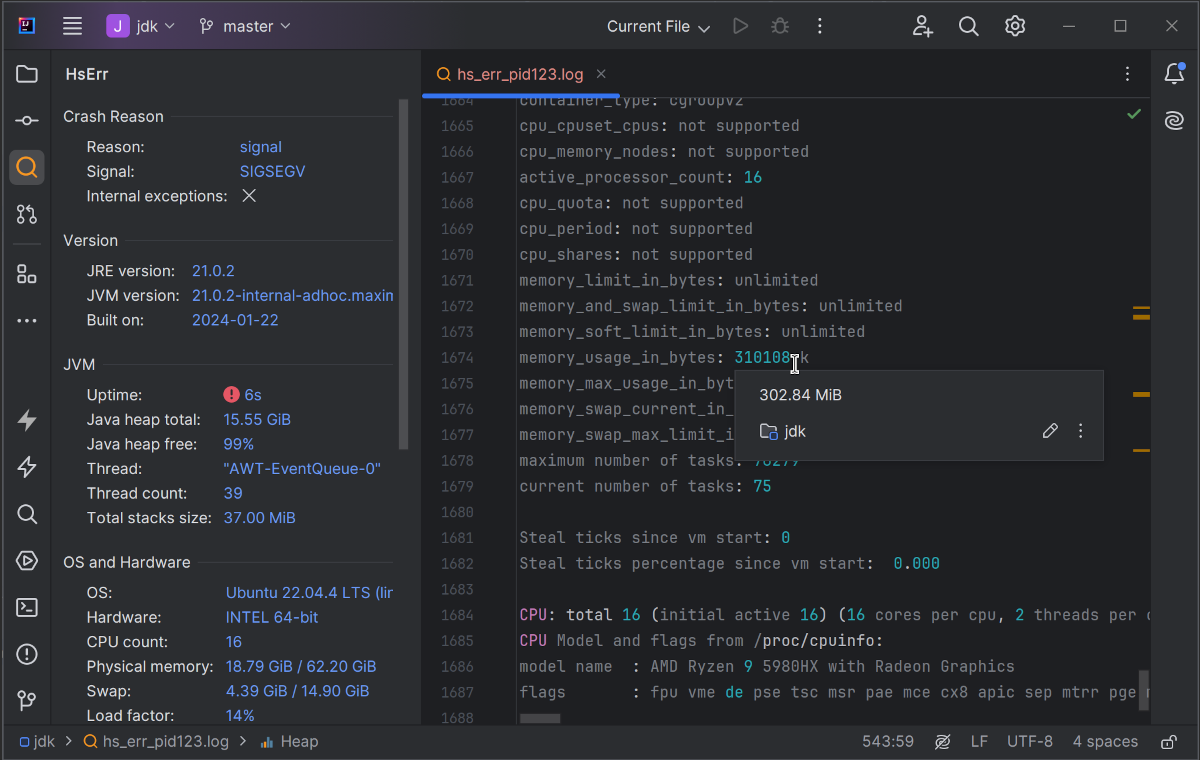 J jdk master Current File
HsErr
Crash Reason
Reason: signal
Signal: SIGSEGV
Internal exceptions:
Version
JRE version: 21.0.2
JVM version: 21.0.2-internal-adhoc.maxin
Built on: 2024-01-22
JVM
Uptime: 6s
Java heap total: 15.55 GiB
Java heap free: 99%
Thread: "AWT-EventQueue-0"
Thread count: 39
Total stacks size: 37.00 MiB
OS and Hardware
OS: Ubuntu 22.04.4 LTS (lin
Hardware: INTEL 64-bit
CPU count: 16
Physical memory: 18.79 GiB / 62.20 GiB
Swap: 4.39 GiB / 14.90 GiB
Load factor: 14%
hs_err_pid123.log
1664 container_type: cgroupv2
1665 cpu_cpuset_cpus: not supported
1666 cpu_memory_nodes: not supported
1667 active_processor_count: 16
1668 cpu_quota: not supported
1669 cpu_period: not supported
1670 cpu_shares: not supported
1671 memory_limit_in_bytes: unlimited
1672 memory_and_swap_limit_in_bytes: unlimited
1673 memory_soft_limit_in_bytes: unlimited
1674 memory_usage_in_bytes: 310108 k
1675 memory_max_usage_in_byt
1676 memory_swap_current_in_
1677 memory_swap_max_limit_i
1678 maximum number of tasks:
1679 current number of tasks: 75
1680
1681 Steal ticks since vm start: 0
1682 Steal ticks percentage since vm start:  0.000
1683
1684 CPU: total 16 (initial active 16) (16 cores per cpu, 2 threads per c
1685 CPU Model and flags from /proc/cpuinfo:
1686 model name  : AMD Ryzen 9 5980HX with Radeon Graphics
1687 flags       : fpu vme de pse tsc msr pae mce cx8 apic sep mtrr pge
1688
302.84 MiB
jdk
jdk hs_err_pid123.log Heap 543:59 LF UTF-8 4 spaces